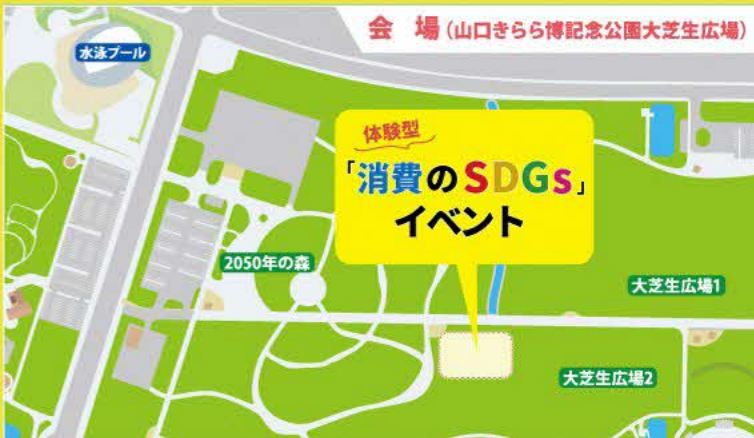 会　場（山口きらら博記念公園大芝生広場）
水泳プール
体験型
「消費のSDGs」
イベント
2050年の森
大芝生広場1
大芝生広場2